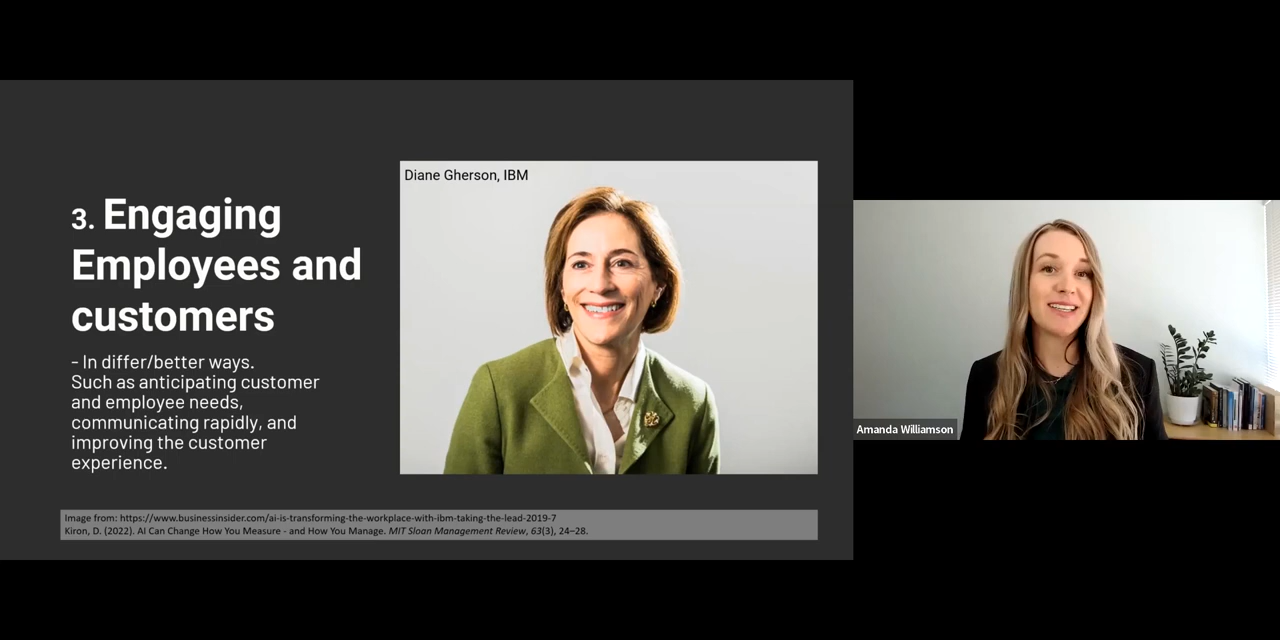 3. Engaging
Employees and
customers
- In differ/better ways.
Such as anticipating customer
and employee needs,
communicating rapidly, and
improving the customer
experience.
Diane Gherson, IBM
Image from: https://www.businessinsider.com/ai-is-transforming-the-workplace-with-ibm-taking-the-lead-2019-7
Kiron, D. (2022). AI Can Change How You Measure - and How You Manage. MIT Sloan Management Review, 63(3), 24–28.
Amanda Williamson